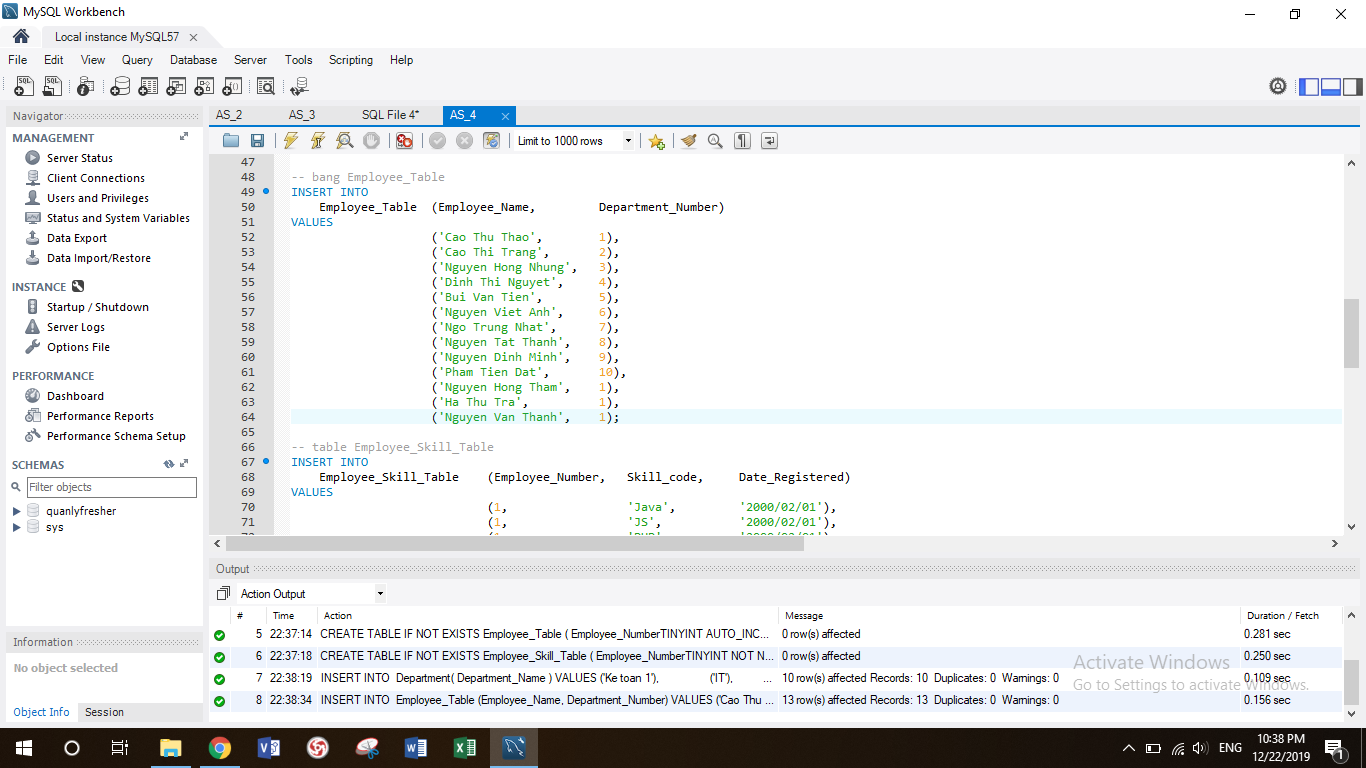 MySQL Workbench
Local instance MySQL57
File Edit View Query Database Server Tools Scripting Help
Navigator
MANAGEMENT
Server Status
Client Connections
Users and Privileges
Status and System Variables
Data Export
Data Import/Restore
INSTANCE
Startup / Shutdown
Server Logs
Options File
PERFORMANCE
Dashboard
Performance Reports
Performance Schema Setup
SCHEMAS
Filter objects
quanlyfresher
sys
Information
No object selected
Object Info Session
AS_2 AS_3 SQL File 4* AS_4
Limit to 1000 rows
47
48 -- bang Employee_Table
49 INSERT INTO
50 Employee_Table (Employee_Name, Department_Number)
51 VALUES
52 ('Cao Thu Thao', 1),
53 ('Cao Thi Trang', 2),
54 ('Nguyen Hong Nhung', 3),
55 ('Dinh Thi Nguyet', 4),
56 ('Bui Van Tien', 5),
57 ('Nguyen Viet Anh', 6),
58 ('Ngo Trung Nhat', 7),
59 ('Nguyen Tat Thanh', 8),
60 ('Nguyen Dinh Minh', 9),
61 ('Pham Tien Dat', 10),
62 ('Nguyen Hong Tham', 1),
63 ('Ha Thu Tra', 1),
64 ('Nguyen Van Thanh', 1);
65
66 -- table Employee_Skill_Table
67 INSERT INTO
68 Employee_Skill_Table (Employee_Number, Skill_code, Date_Registered)
69 VALUES
70 (1, 'Java', '2000/02/01'),
71 (1, 'JS', '2000/02/01'),
Output
Action Output
# Time Action Message Duration / Fetch
5 22:37:14 CREATE TABLE IF NOT EXISTS Employee_Table ( Employee_NumberTINYINT AUTO_INC... 0 row(s) affected 0.281 sec
6 22:37:18 CREATE TABLE IF NOT EXISTS Employee_Skill_Table ( Employee_NumberTINYINT NOT N... 0 row(s) affected 0.250 sec
7 22:38:19 INSERT INTO Department( Department_Name ) VALUES ('Ke toan 1'), ('IT'), ... 10 row(s) affected Records: 10 Duplicates: 0 Warnings: 0 0.109 sec
8 22:38:34 INSERT INTO Employee_Table (Employee_Name, Department_Number) VALUES ('Cao Thu ... 13 row(s) affected Records: 13 Duplicates: 0 Warnings: 0 0.156 sec
Activate Windows
Go to Settings to activate Windows.
ENG
10:38 PM
12/22/2019
1